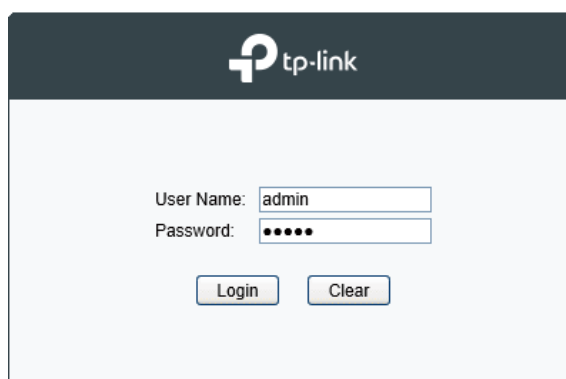 tp-link
User Name: admin
Password: •••••
Login Clear